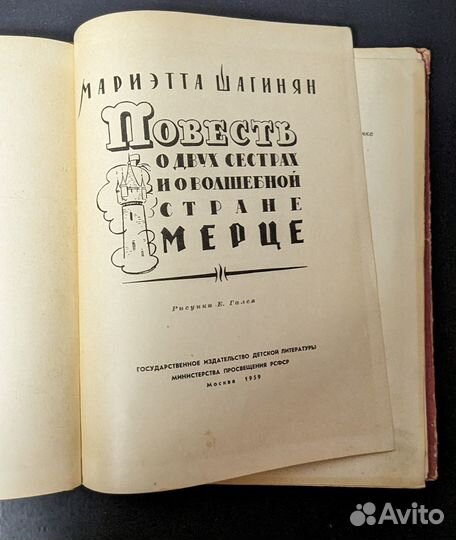 МАРИЭТТА ШАГИНЯН
ПОВЕСТЬ
О ДВУХ СЕСТРАХ
И О ВОЛШЕБНОЙ
СТРАНЕ
МЕРЦЕ
Рисунки Е. Галея
ГОСУДАРСТВЕННОЕ ИЗДАТЕЛЬСТВО ДЕТСКОЙ ЛИТЕРАТУРЫ
МИНИСТЕРСТВА ПРОСВЕЩЕНИЯ РСФСР
Москва 1959
Avito